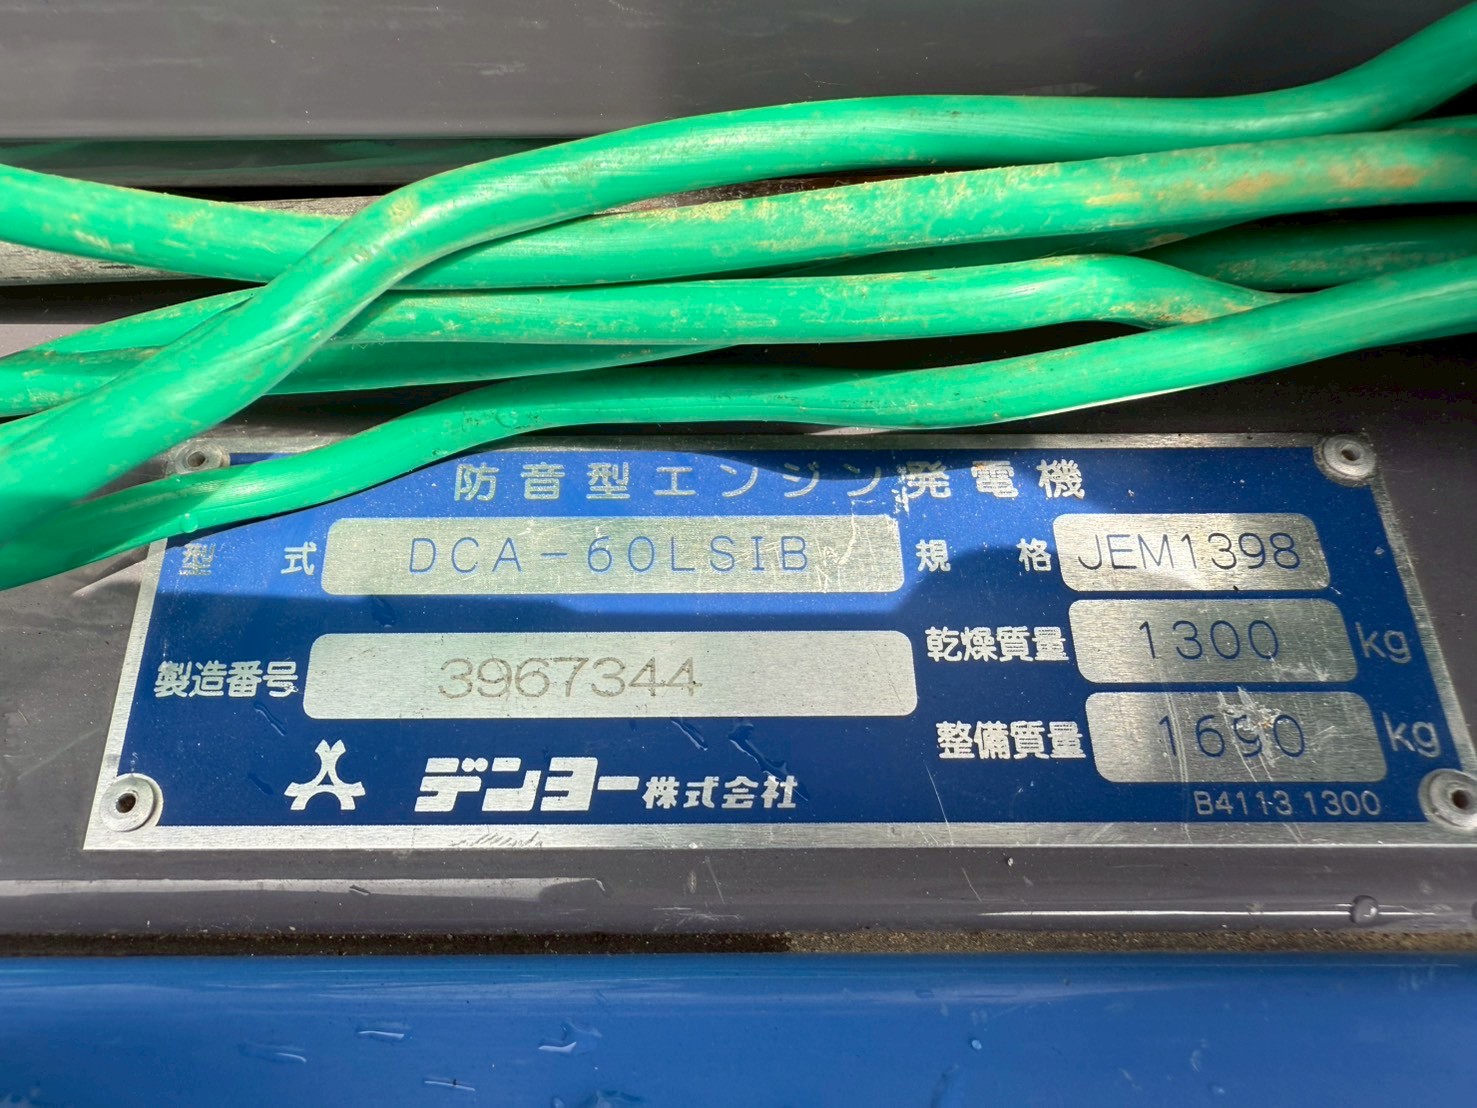 防音型エンジン発電機
型式 DCA-60LSIB 規格 JEM1398
製造番号 3967344 乾燥質量 1300 kg
整備質量 1690 kg
デンヨー株式会社
B41131300